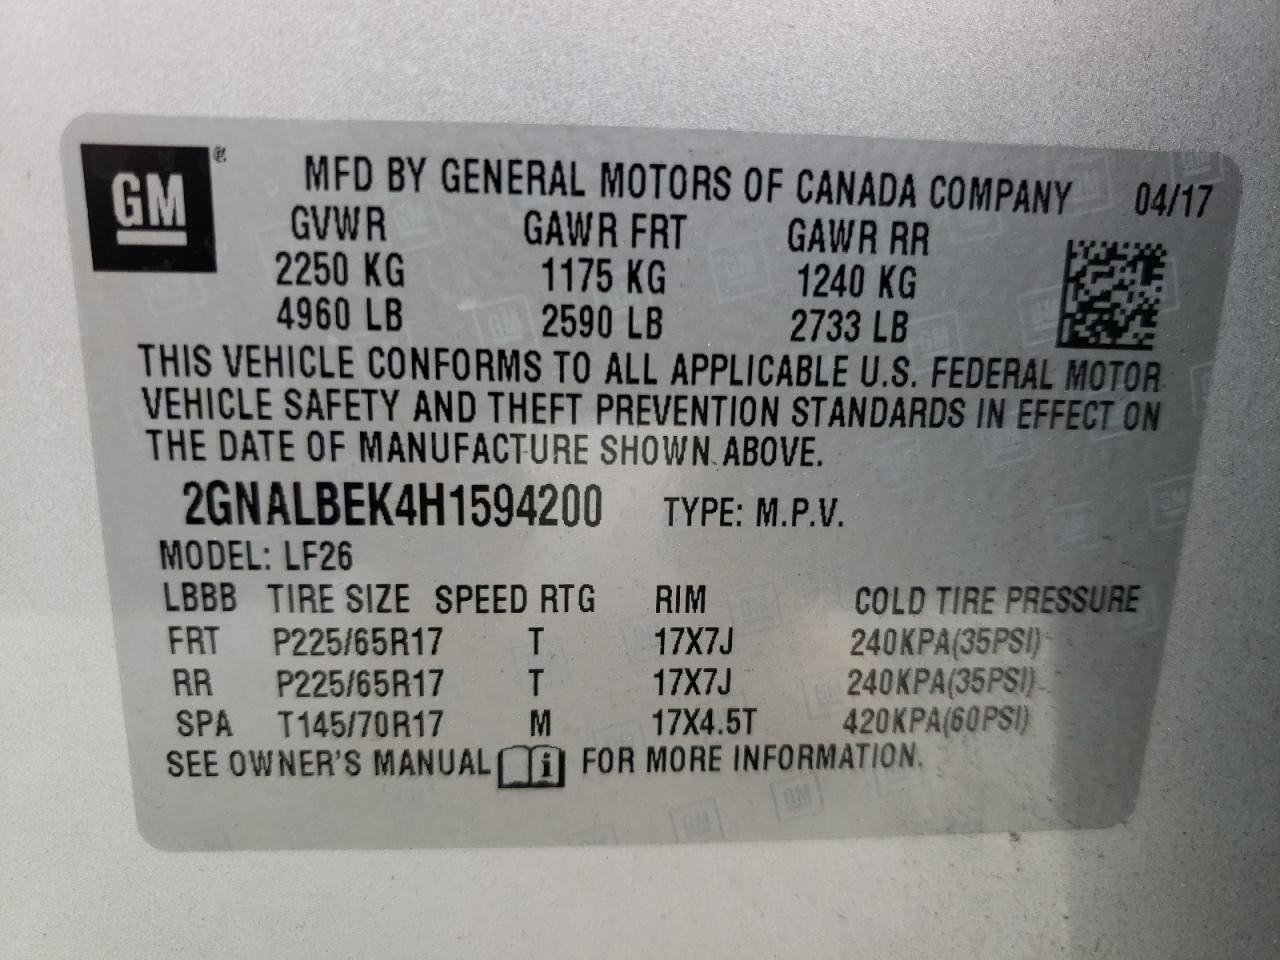 GM®
MFD BY GENERAL MOTORS OF CANADA COMPANY 04/17
GVWR GAWR FRT GAWR RR
2250 KG 1175 KG 1240 KG
4960 LB 2590 LB 2733 LB
THIS VEHICLE CONFORMS TO ALL APPLICABLE U.S. FEDERAL MOTOR
VEHICLE SAFETY AND THEFT PREVENTION STANDARDS IN EFFECT ON
THE DATE OF MANUFACTURE SHOWN ABOVE.
2GNALBEK4H1594200 TYPE: M.P.V.
MODEL: LF26
LBBB TIRE SIZE SPEED RTG RIM COLD TIRE PRESSURE
FRT P225/65R17 T 17X7J 240KPA(35PSI)
RR P225/65R17 T 17X7J 240KPA(35PSI)
SPA T145/70R17 M 17X4.5T 420KPA(60PSI)
SEE OWNER'S MANUAL i FOR MORE INFORMATION.